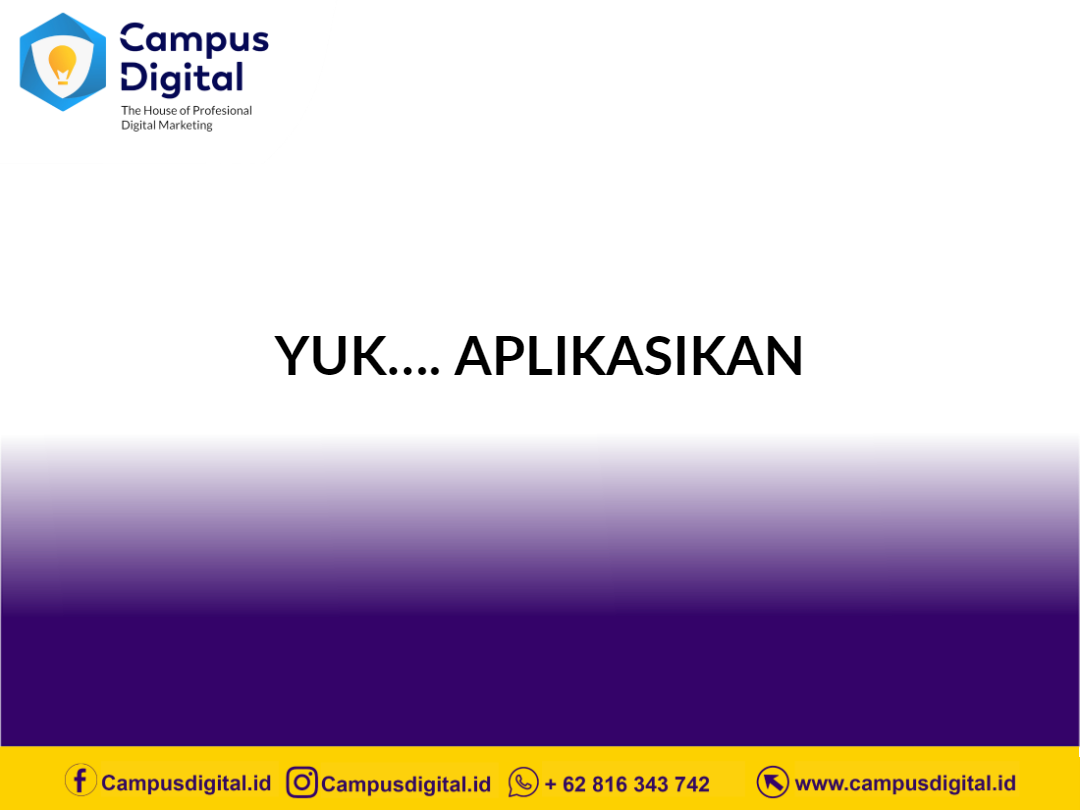 Campus
Digital
The House of Profesional
Digital Marketing
YUK.... APLIKASIKAN
Campusdigital.id Campusdigital.id + 62 816 343 742 www.campusdigital.id